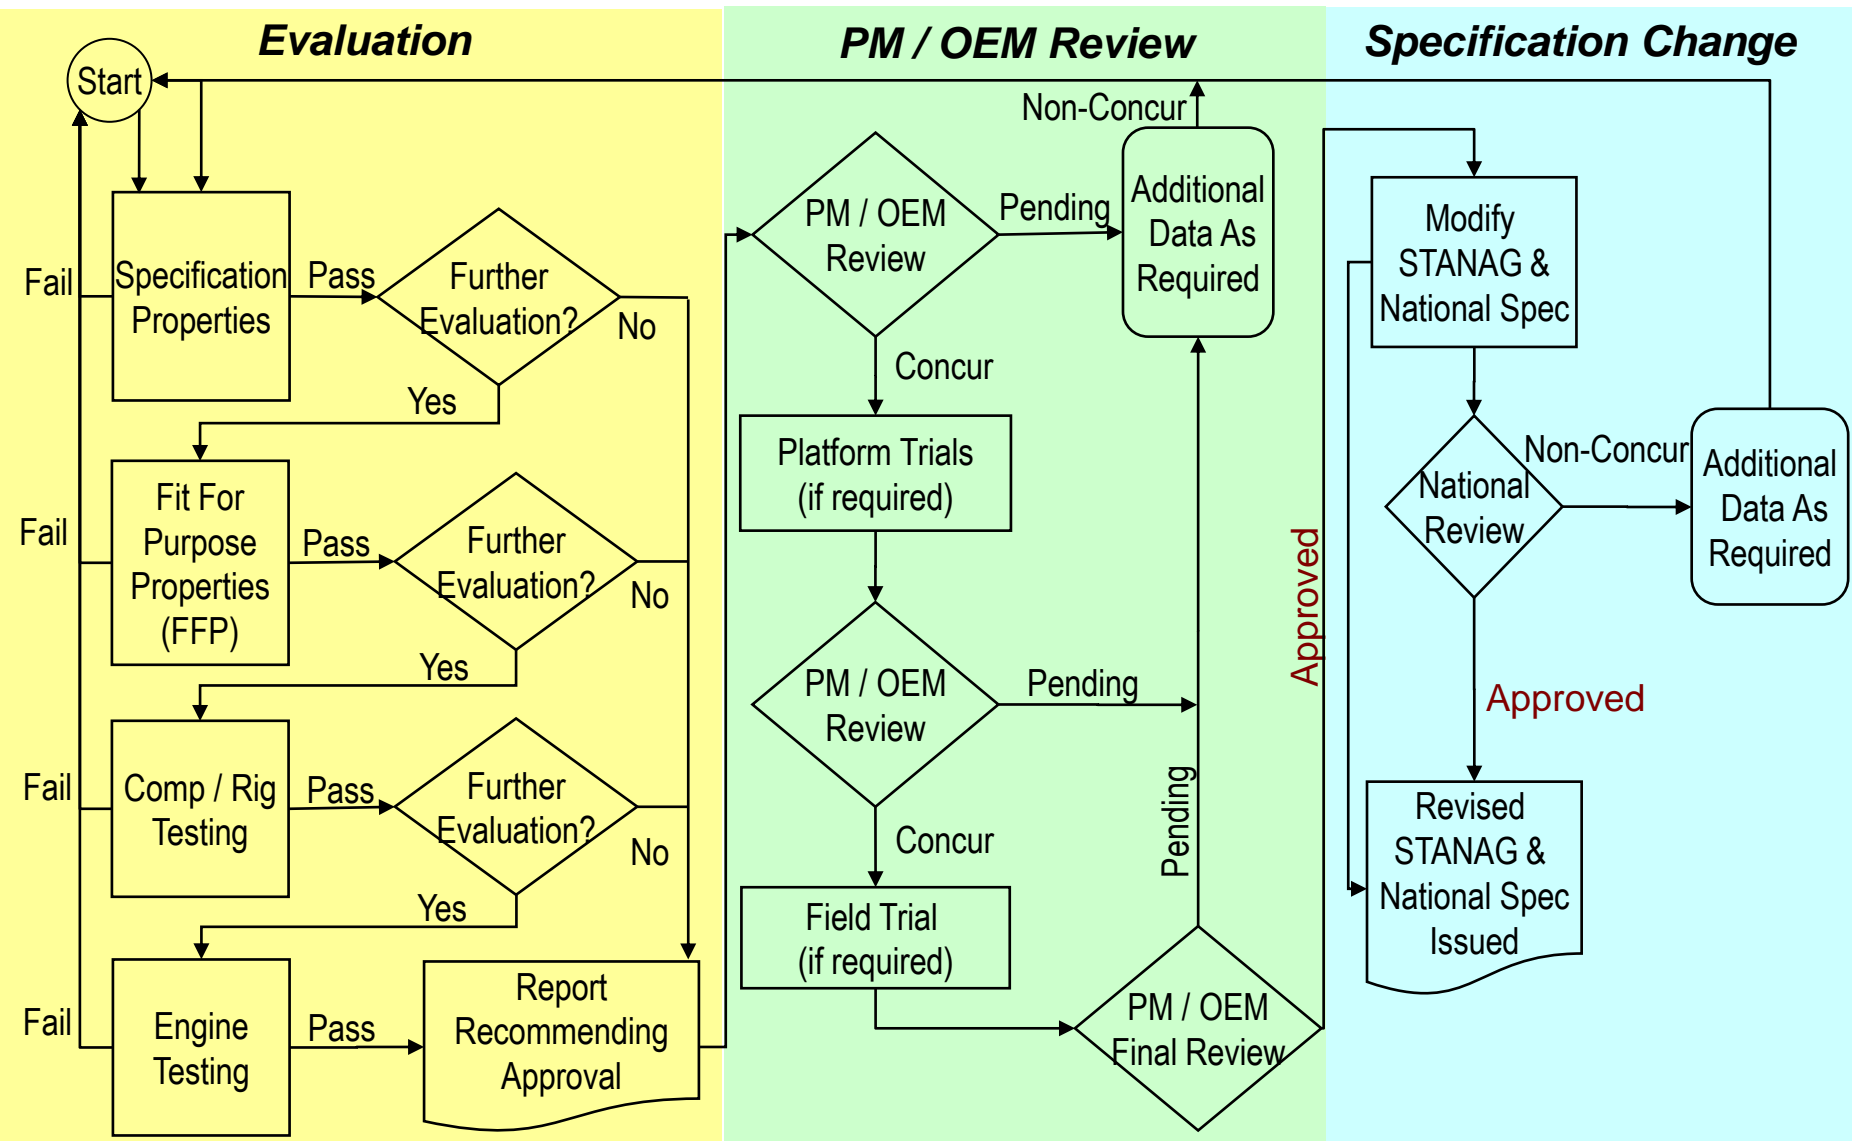 Evaluation
PM / OEM Review
Specification Change
Start
Specification
Properties
Fail
Pass
Further
Evaluation?
No
Yes
Fit For
Purpose
Properties
(FFP)
Fail
Pass
Further
Evaluation?
No
Yes
Comp / Rig
Testing
Fail
Pass
Further
Evaluation?
No
Yes
Engine
Testing
Fail
Pass
Report
Recommending
Approval
PM / OEM
Review
Pending
Non-Concur
Additional
Data As
Required
Concur
Platform Trials
(if required)
PM / OEM
Review
Pending
Concur
Field Trial
(if required)
PM / OEM
Final Review
Pending
Approved
Modify
STANAG &
National Spec
National
Review
Non-Concur
Additional
Data As
Required
Approved
Revised
STANAG &
National Spec
Issued